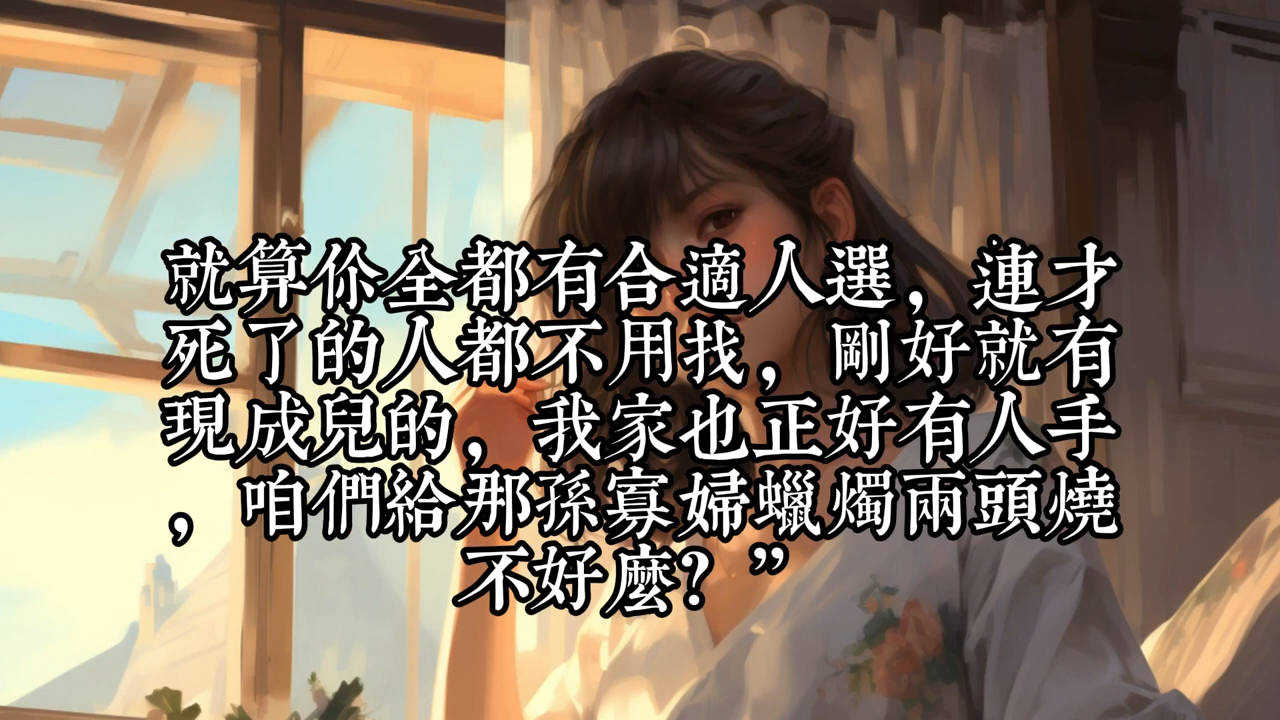 就算你全都有合適人選，連才
死了的人都不用找，剛好就有
現成兒的，我家也正好有人手
，咱們給那孫寡婦蠟燭兩頭燒
不好麼？”